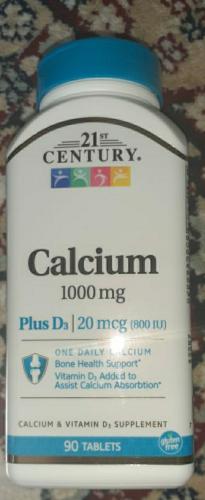 21ST
CENTURY®
Calcium
1000 mg
Plus D3 | 20 mcg (800 IU)
ONE DAILY CALCIUM
Bone Health Support*
Vitamin D3 Added to
Assist Calcium Absorbtion*
CALCIUM & VITAMIN D3 SUPPLEMENT
90 TABLETS
gluten
free